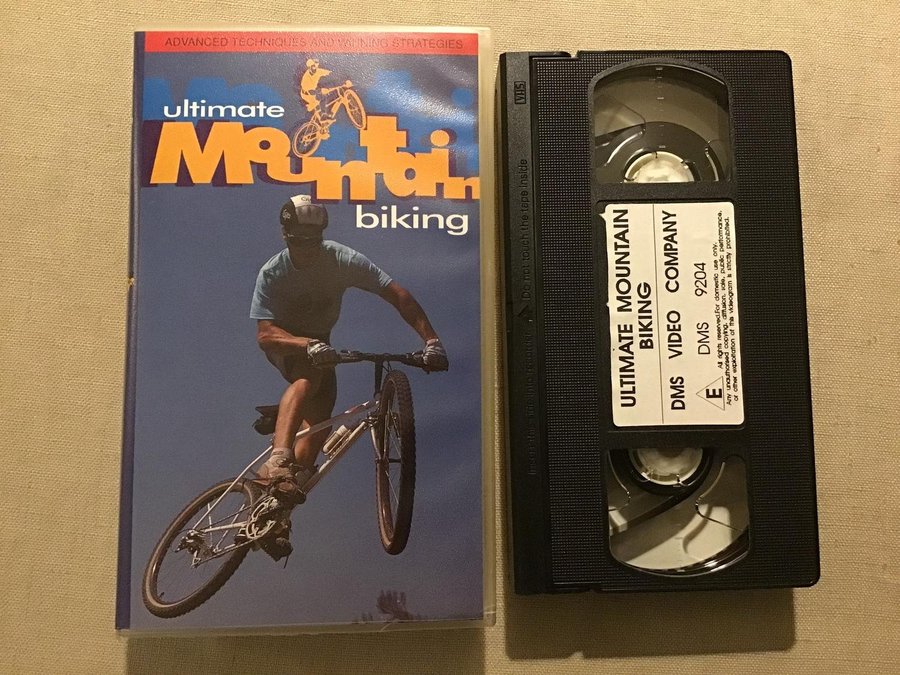 ADVANCED TECHNIQUES AND WINNING STRATEGIES
ultimate
Mountain
biking
VHS
Do not touch the tape inside
ULTIMATE MOUNTAIN
BIKING
DMS VIDEO COMPANY
DMS 9204
E
All rights reserved.For domestic use only.
Any unauthorised copying, diffusion, sale, public performance,
or other exploitation of this videogram is strictly prohibited.